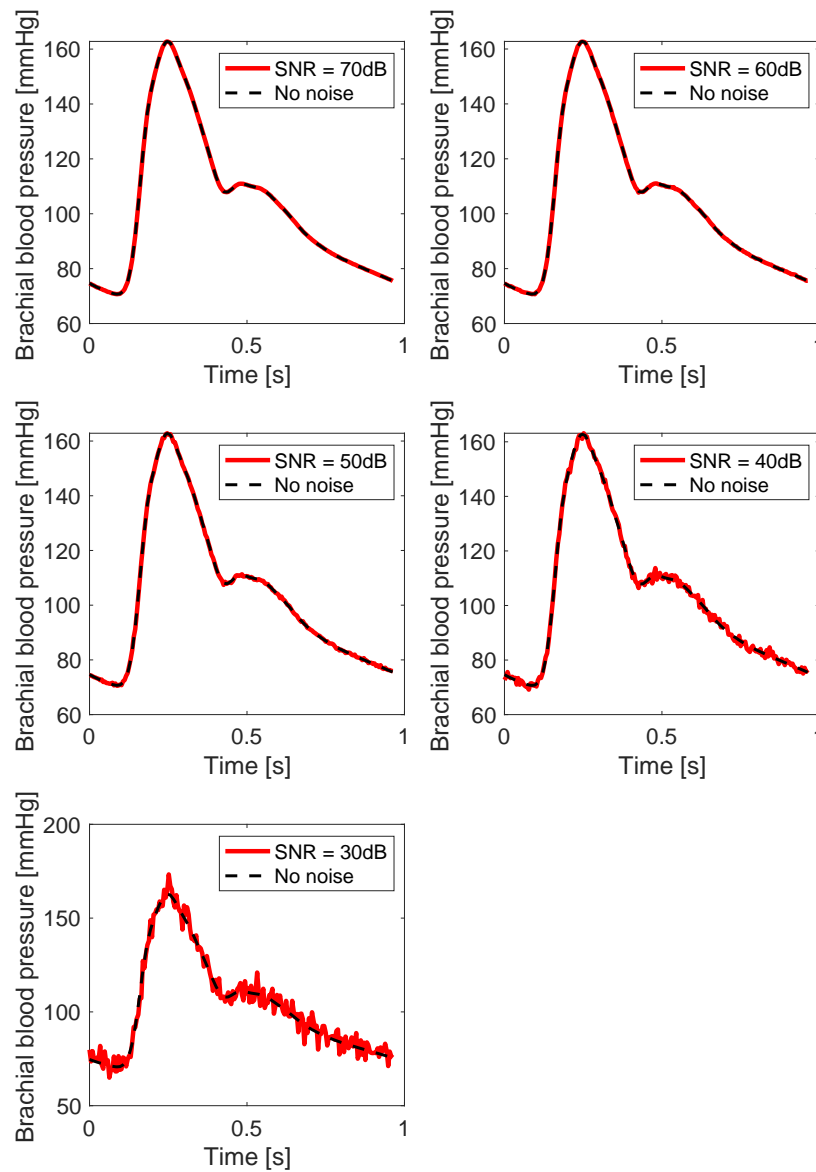 Brachial blood pressure [mmHg]
160
140
120
100
80
60
0
0.5
1
Time [s]
SNR = 70dB
No noise
Brachial blood pressure [mmHg]
160
140
120
100
80
60
0
0.5
1
Time [s]
SNR = 60dB
No noise
Brachial blood pressure [mmHg]
160
140
120
100
80
60
0
0.5
1
Time [s]
SNR = 50dB
No noise
Brachial blood pressure [mmHg]
160
140
120
100
80
60
0
0.5
1
Time [s]
SNR = 40dB
No noise
Brachial blood pressure [mmHg]
200
150
100
50
0
0.5
1
Time [s]
SNR = 30dB
No noise